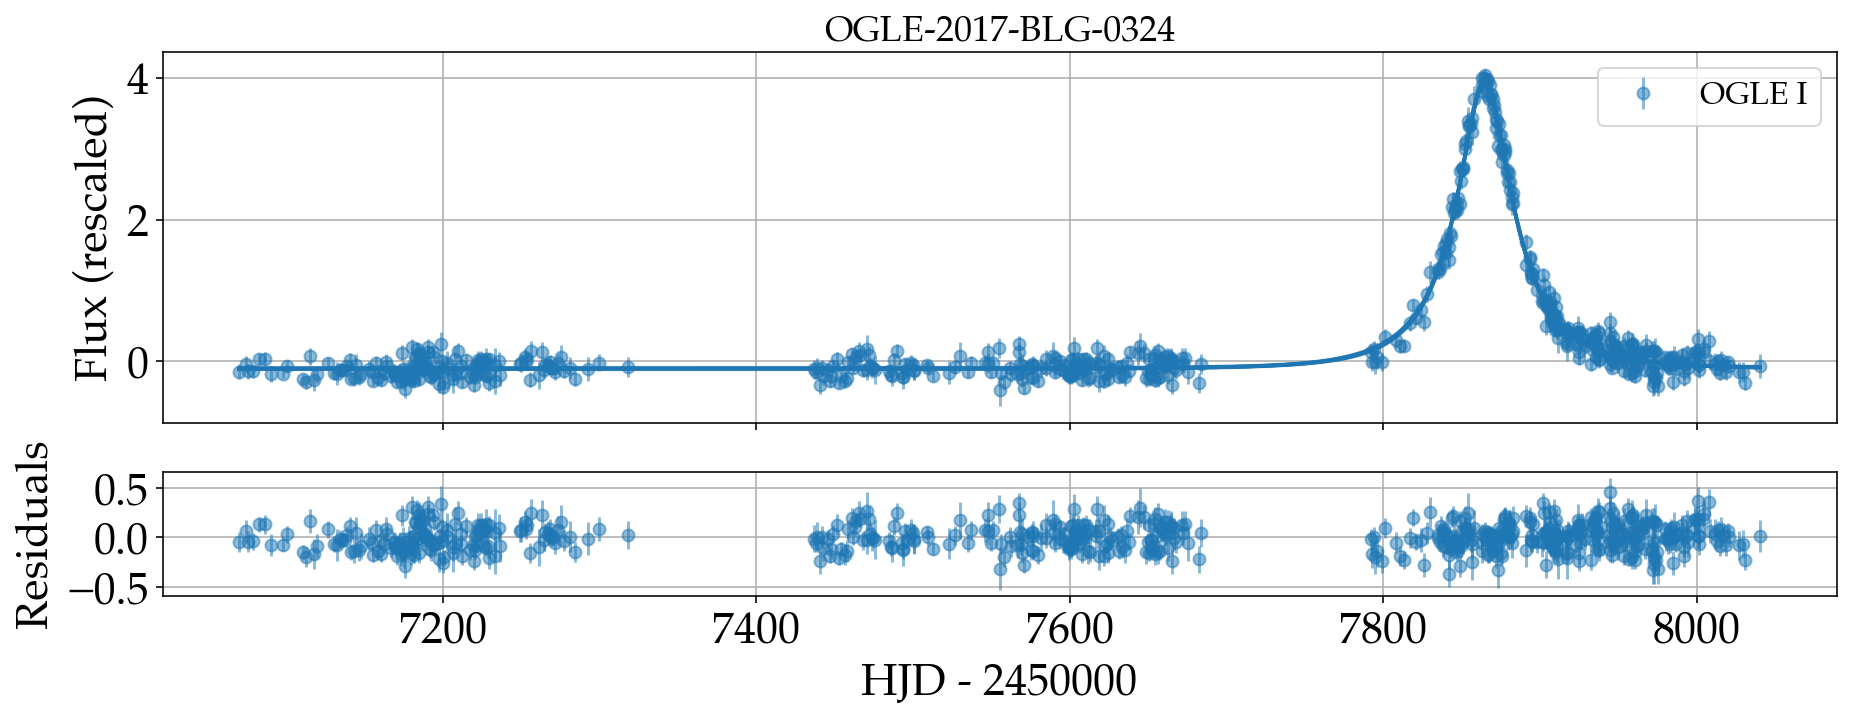 OGLE-2017-BLG-0324
OGLE I
Flux (rescaled)
4
2
0
Residuals
0.5
0.0
−0.5
7200 7400 7600 7800 8000
HJD - 2450000